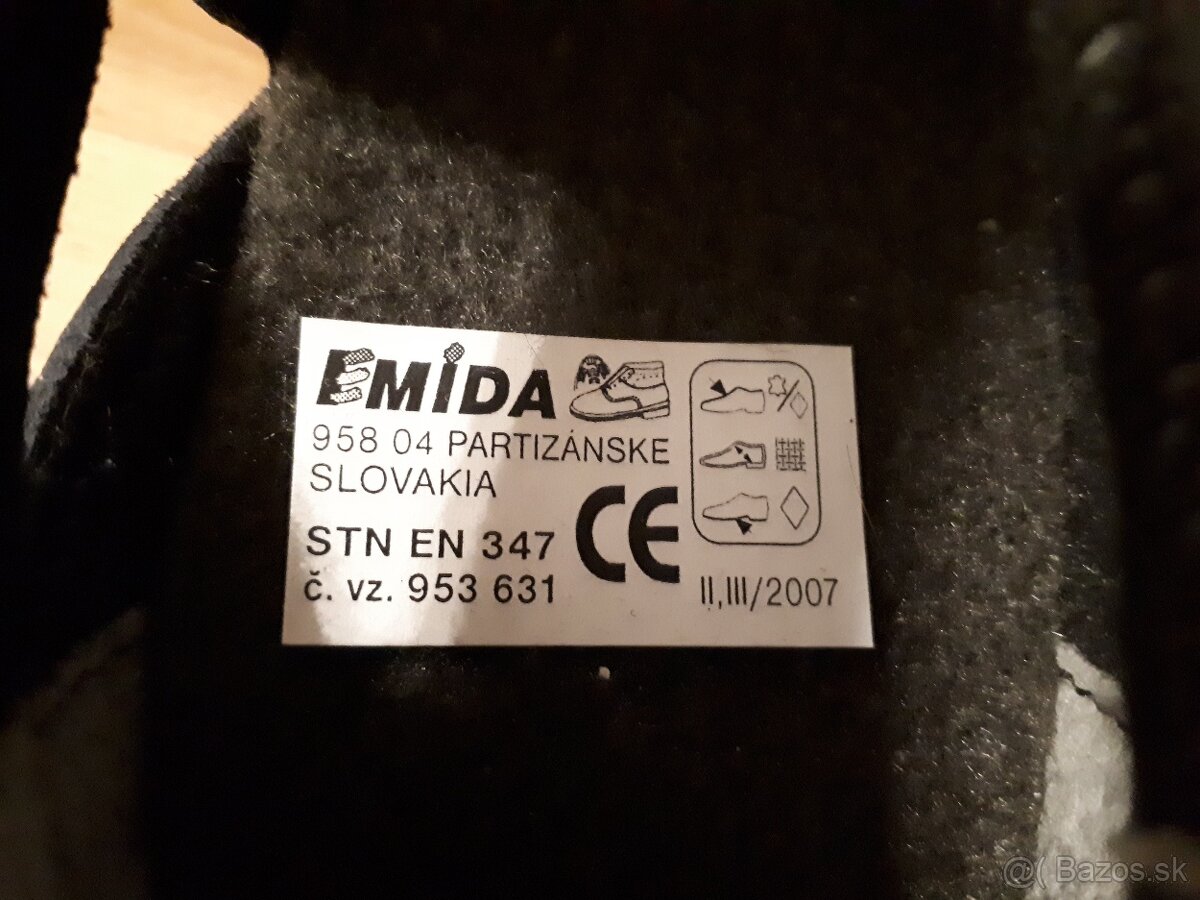 EMIDA
958 04 PARTIZÁNSKE
SLOVAKIA
STN EN 347
č. vz. 953 631
CE
II,III/2007
@( Bazos.sk